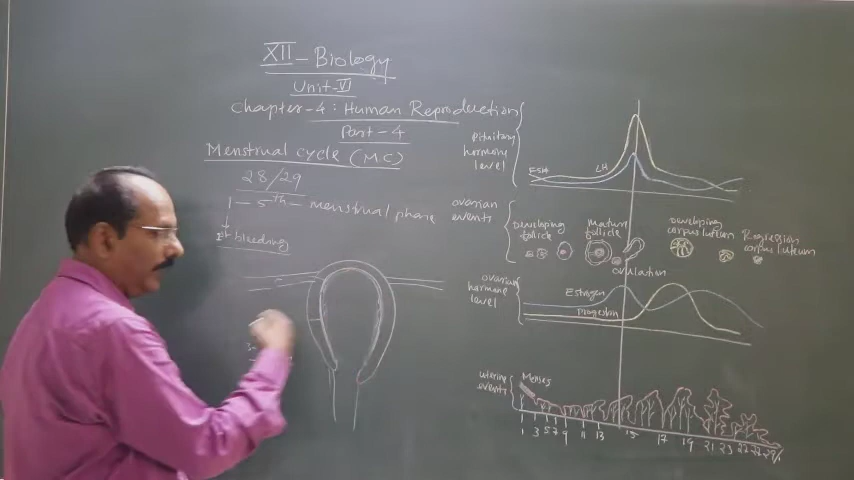 XII - Biology
Unit-VI
Chapter-4: Human Reproduction
Part-4
Menstrual cycle (M.C)
28/29
1 - 5th - menstrual phase
1st bleeding
Pituitary
hormone
level
FSH
LH
ovarian
events
Developing
follicle
Mature
follicle
Developing
corpus luteum
Regression
corpus luteum
ovulation
ovarian
hormone
level
Estrogen
Progestin
uterine
events
Menses
1 3 5 7 9 11 13 15 17 19 21 23